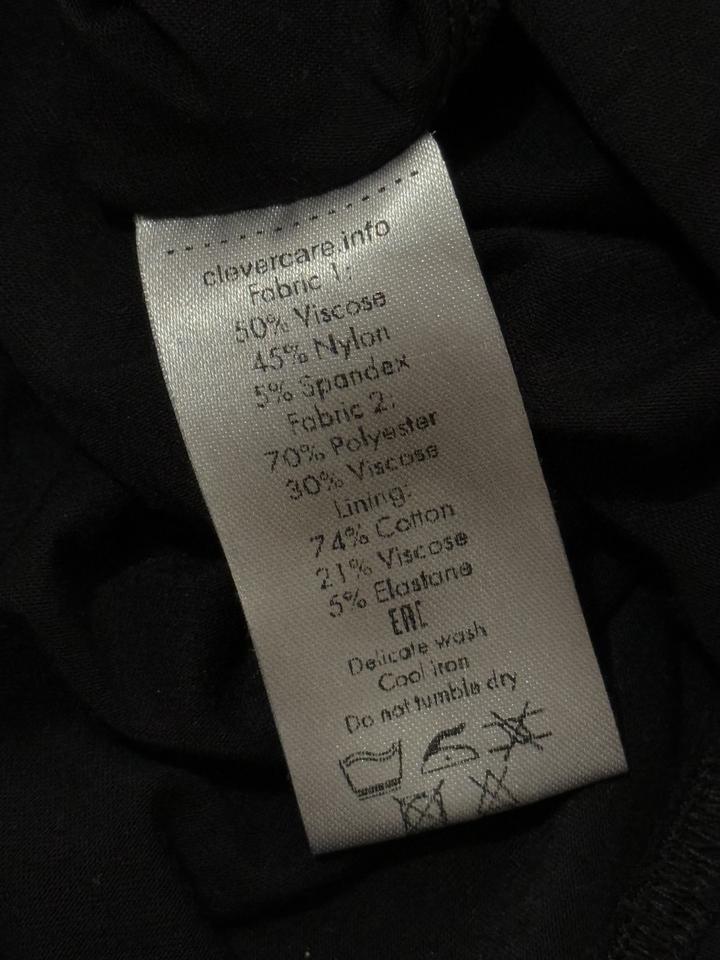 clevercare.info
Fabric 1:
50% Viscose
45% Nylon
5% Spandex
Fabric 2:
70% Polyester
30% Viscose
Lining:
74% Cotton
21% Viscose
5% Elastane
EAC
Delicate wash
Cool iron
Do not tumble dry